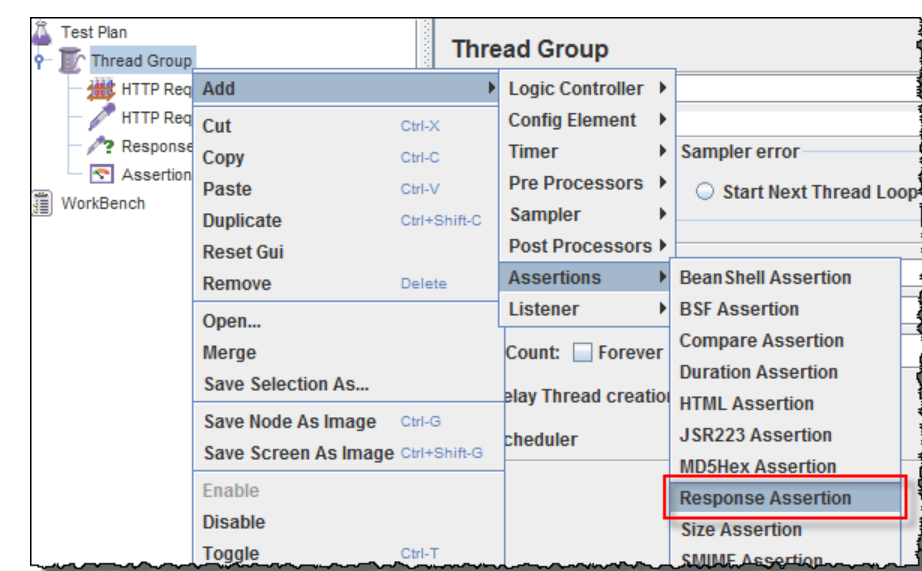 Test Plan
Thread Group
HTTP Req
HTTP Req
Response
Assertion
WorkBench
Thread Group
Add
Cut Ctrl-X
Copy Ctrl-C
Paste Ctrl-V
Duplicate Ctrl+Shift-C
Reset Gui
Remove Delete
Open...
Merge
Save Selection As...
Save Node As Image Ctrl-G
Save Screen As Image Ctrl+Shift-G
Enable
Disable
Toggle Ctrl-T
Logic Controller
Config Element
Timer
Pre Processors
Sampler
Post Processors
Assertions
Listener
Sampler error
Start Next Thread Loop
Count: Forever
elay Thread creation
cheduler
BeanShell Assertion
BSF Assertion
Compare Assertion
Duration Assertion
HTML Assertion
JSR223 Assertion
MD5Hex Assertion
Response Assertion
Size Assertion
SMIME Assertion